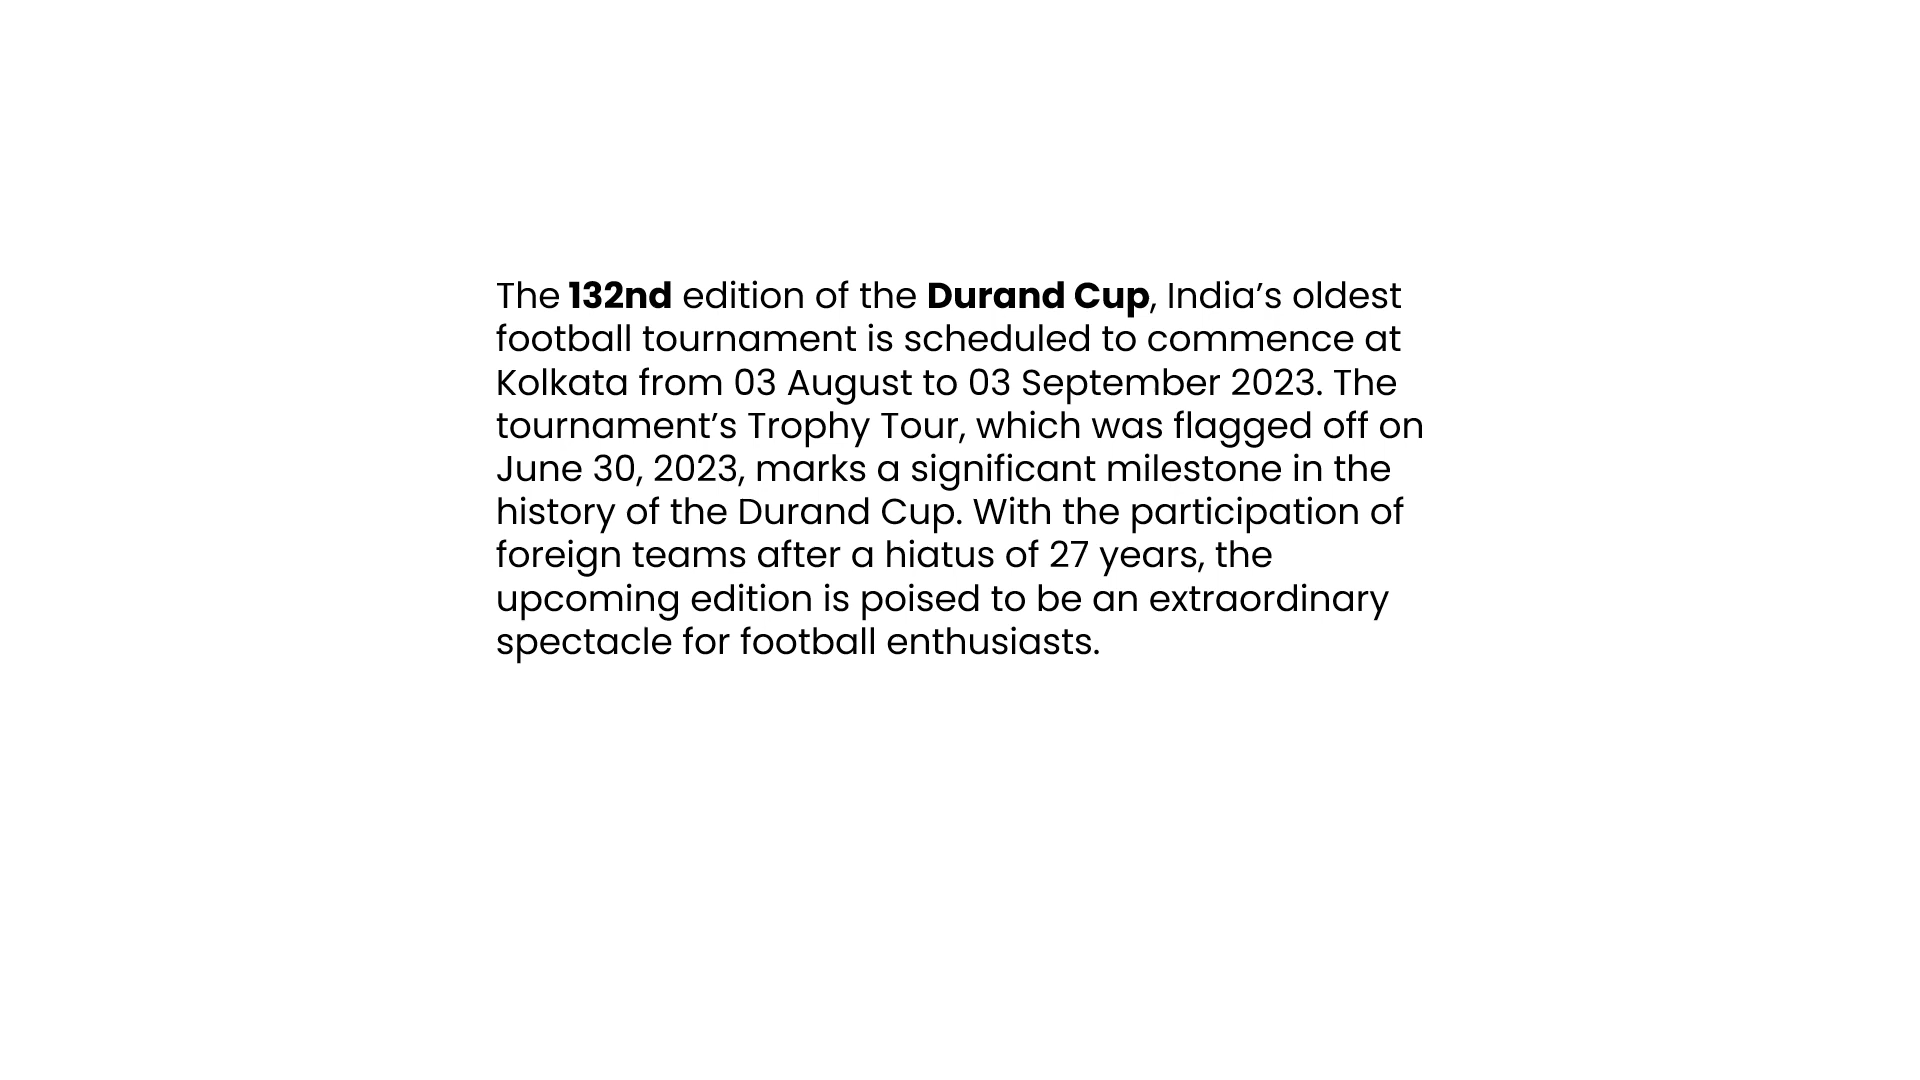 The 132nd edition of the Durand Cup, India’s oldest
football tournament is scheduled to commence at
Kolkata from 03 August to 03 September 2023. The
tournament’s Trophy Tour, which was flagged off on
June 30, 2023, marks a significant milestone in the
history of the Durand Cup. With the participation of
foreign teams after a hiatus of 27 years, the
upcoming edition is poised to be an extraordinary
spectacle for football enthusiasts.